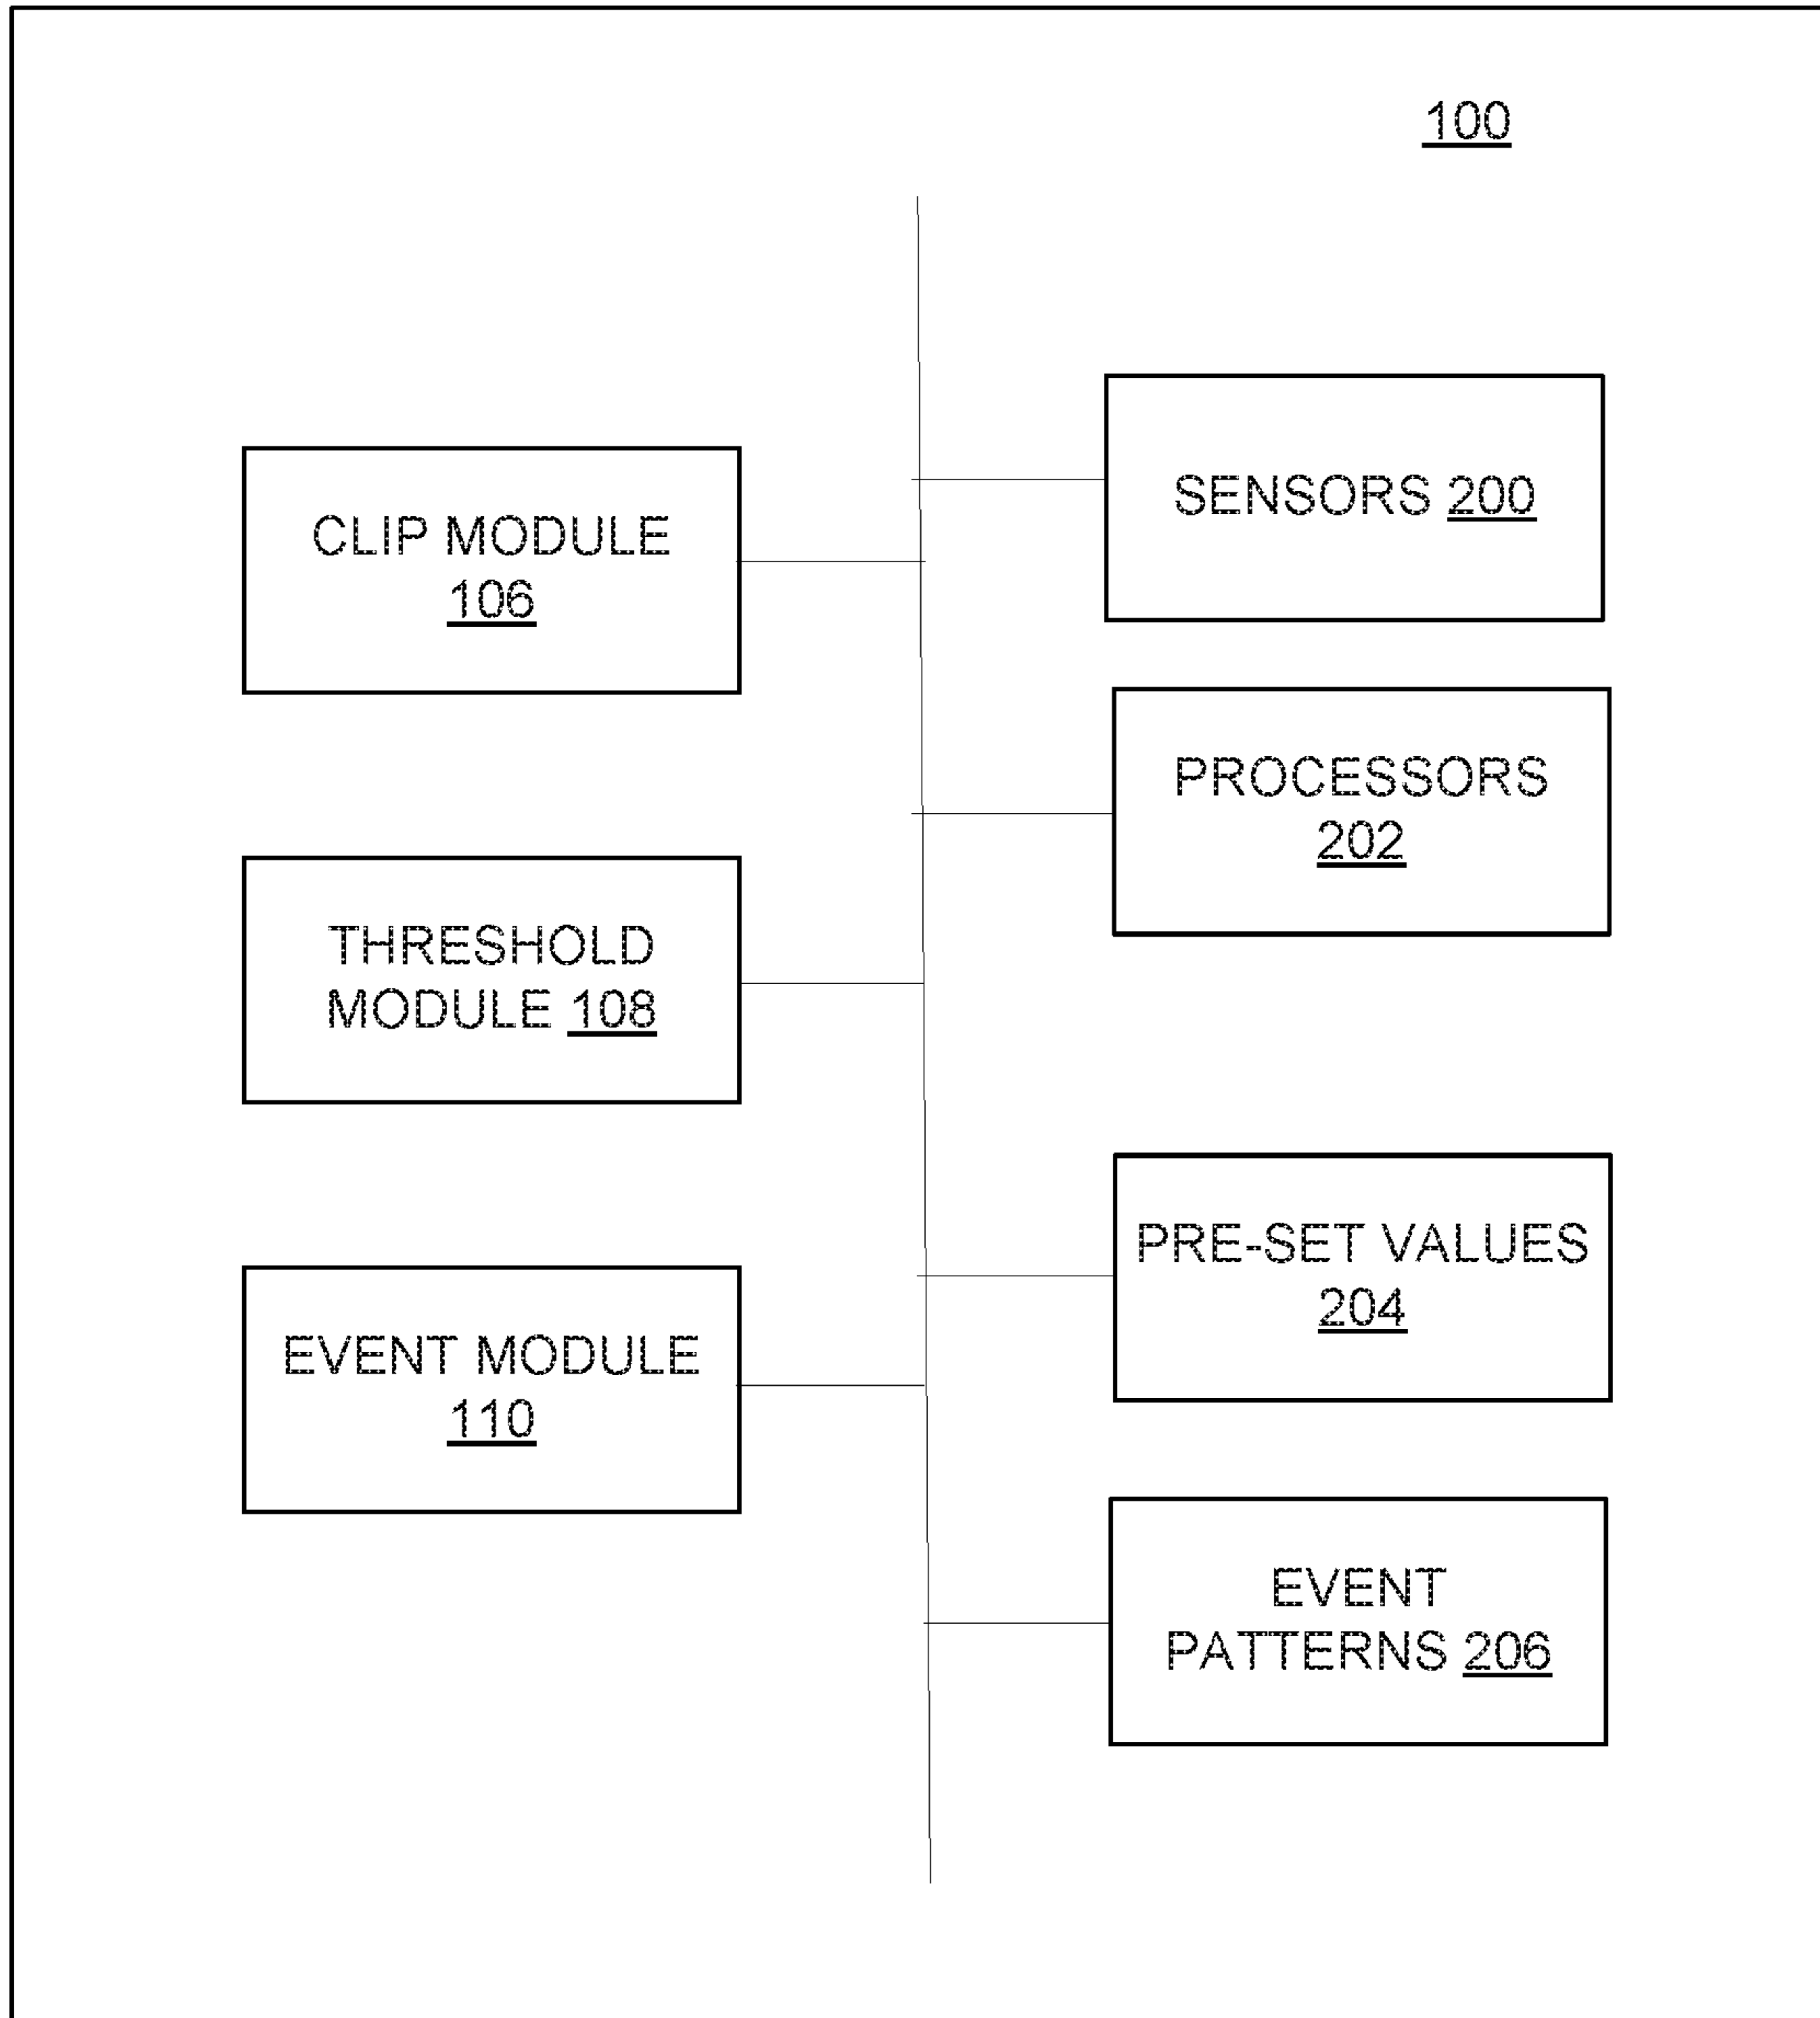 100
SENSORS 200
CLIP MODULE
106
PROCESSORS
202
THRESHOLD
MODULE 108
PRE-SET VALUES
204
EVENT MODULE
110
EVENT
PATTERNS 206